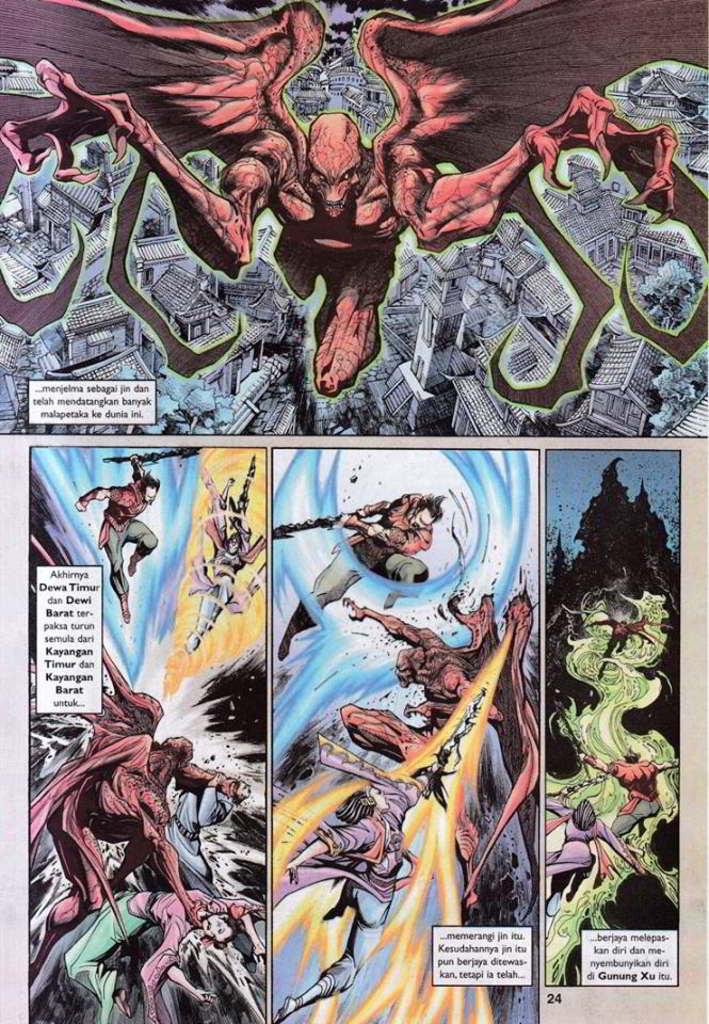 ...menjelma sebagai jin dan
telah mendatangkan banyak
malapetaka ke dunia ini.
Akhirnya
Dewa Timur
dan Dewi
Barat ter-
paksa turun
semula dari
Kayangan
Timur dan
Kayangan
Barat
untuk...
...memerangi jin itu.
Kesudahannya jin itu
pun berjaya ditewas-
kan, tetapi ia telah...
...berjaya melepas-
kan diri dan me-
nyembunyikan diri
di Gunung Xu itu.
24